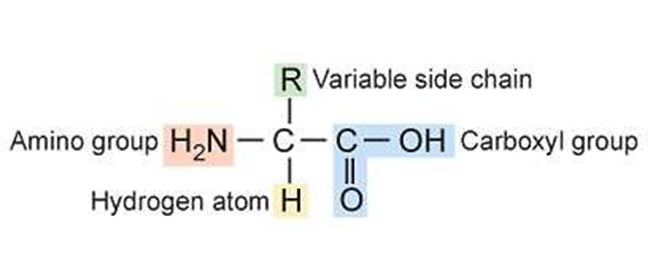 R Variable side chain
Amino group H₂N — C — C — OH Carboxyl group
Hydrogen atom H O